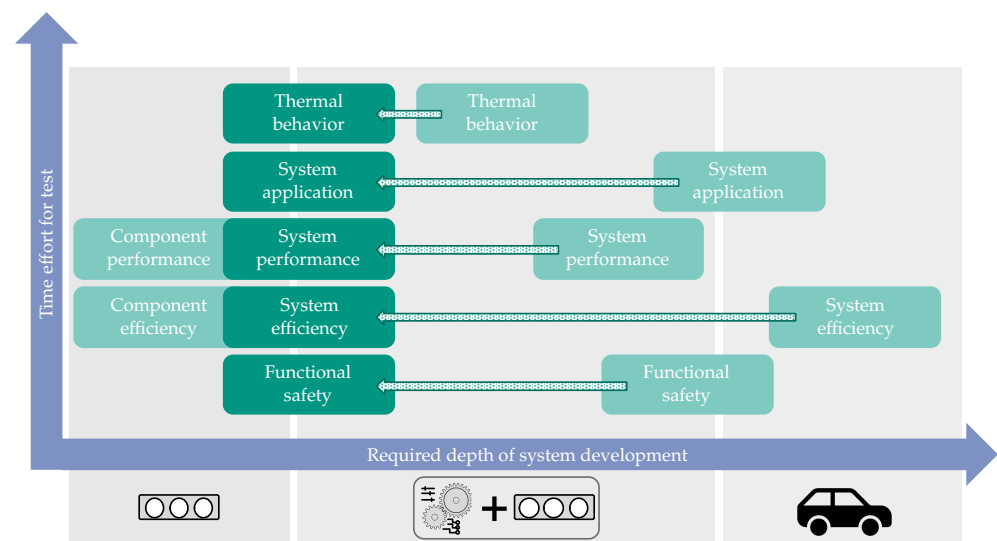 Time effort for test
Thermal
behavior
Thermal
behavior
System
application
System
application
Component
performance
System
performance
System
performance
Component
efficiency
System
efficiency
System
efficiency
Functional
safety
Functional
safety
Required depth of system development